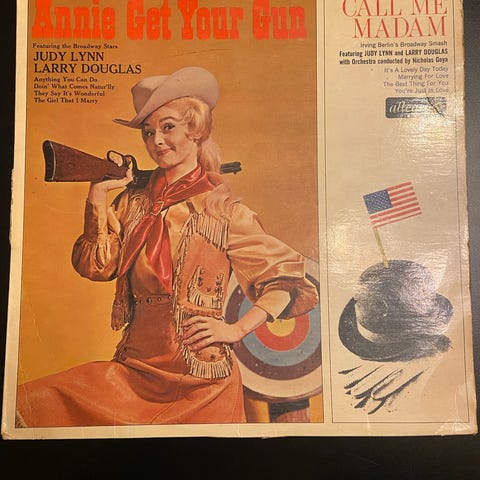 Annie Get Your Gun
Featuring the Broadway Stars
JUDY LYNN
LARRY DOUGLAS
Anything You Can Do
Doin' What Comes Natur'lly
They Say It's Wonderful
The Girl That I Marry
CALL ME
MADAM
Irving Berlin's Broadway Smash
Featuring JUDY LYNN and LARRY DOUGLAS
with Orchestra conducted by Nicholas Goya
It's A Lovely Day Today
Marrying For Love
The Best Thing For You
You're Just In Love